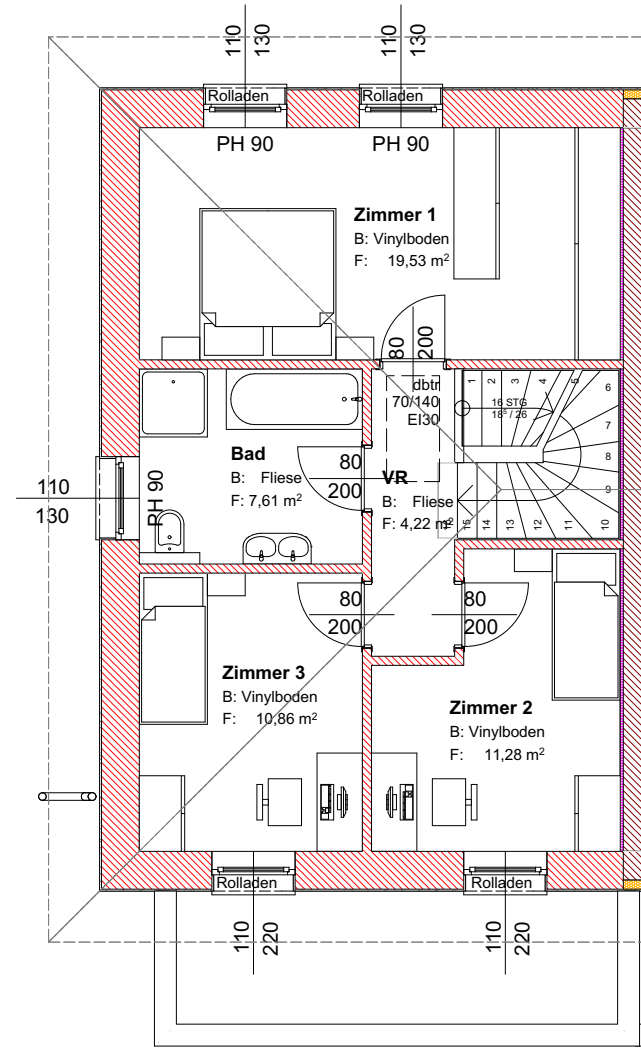 110
130
110
130
Rolladen
Rolladen
PH 90
PH 90
Zimmer 1
B: Vinylboden
F: 19,53 m²
80
200
dbtr
70/140
EI30
1
2
3
4
5
6
16 STG
18⁵ / 26
7
8
9
10
11
12
13
14
15
Bad
B: Fliese
F: 7,61 m²
80
200
VR
B: Fliese
F: 4,22 m²
110
130
PH 90
80
200
80
200
Zimmer 3
B: Vinylboden
F: 10,86 m²
Zimmer 2
B: Vinylboden
F: 11,28 m²
Rolladen
Rolladen
110
220
110
220